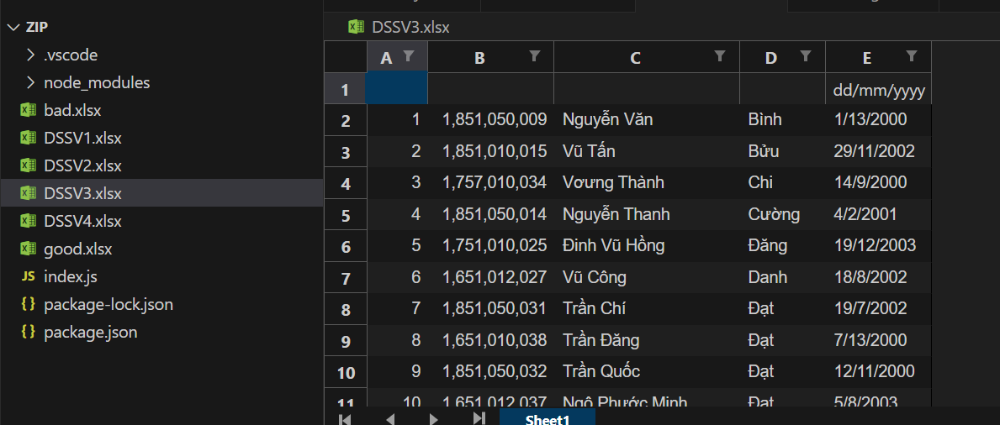 ZIP
.vscode
node_modules
bad.xlsx
DSSV1.xlsx
DSSV2.xlsx
DSSV3.xlsx
DSSV4.xlsx
good.xlsx
JS index.js
{} package-lock.json
{} package.json
DSSV3.xlsx
A B C D E
1 dd/mm/yyyy
2 1 1,851,050,009 Nguyễn Văn Bình 1/13/2000
3 2 1,851,010,015 Vũ Tấn Bửu 29/11/2002
4 3 1,757,010,034 Vương Thành Chi 14/9/2000
5 4 1,851,050,014 Nguyễn Thanh Cường 4/2/2001
6 5 1,751,010,025 Đinh Vũ Hồng Đăng 19/12/2003
7 6 1,651,012,027 Vũ Công Danh 18/8/2002
8 7 1,851,050,031 Trần Chí Đạt 19/7/2002
9 8 1,651,010,038 Trần Đăng Đạt 7/13/2000
10 9 1,851,050,032 Trần Quốc Đạt 12/11/2000
11 10 1,651,012,037 Ngô Phước Minh Đạt 5/8/2003
Sheet1